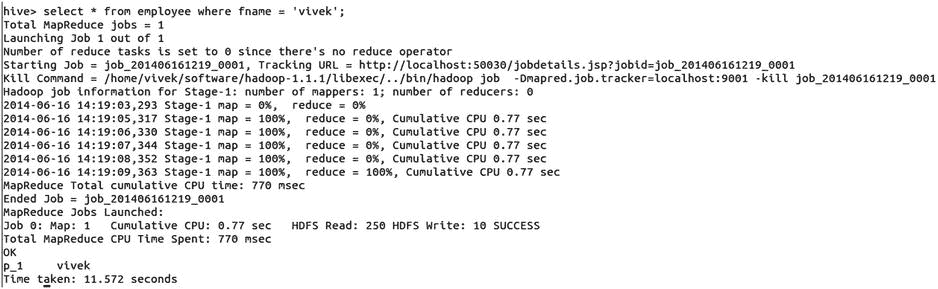 hive> select * from employee where fname = 'vivek';
Total MapReduce jobs = 1
Launching Job 1 out of 1
Number of reduce tasks is set to 0 since there's no reduce operator
Starting Job = job_201406161219_0001, Tracking URL = http://localhost:50030/jobdetails.jsp?jobid=job_201406161219_0001
Kill Command = /home/vivek/software/hadoop-1.1.1/libexec/../bin/hadoop job  -Dmapred.job.tracker=localhost:9001 -kill job_201406161219_0001
Hadoop job information for Stage-1: number of mappers: 1; number of reducers: 0
2014-06-16 14:19:03,293 Stage-1 map = 0%,  reduce = 0%
2014-06-16 14:19:05,317 Stage-1 map = 100%,  reduce = 0%, Cumulative CPU 0.77 sec
2014-06-16 14:19:06,330 Stage-1 map = 100%,  reduce = 0%, Cumulative CPU 0.77 sec
2014-06-16 14:19:07,344 Stage-1 map = 100%,  reduce = 0%, Cumulative CPU 0.77 sec
2014-06-16 14:19:08,352 Stage-1 map = 100%,  reduce = 0%, Cumulative CPU 0.77 sec
2014-06-16 14:19:09,363 Stage-1 map = 100%,  reduce = 100%, Cumulative CPU 0.77 sec
MapReduce Total cumulative CPU time: 770 msec
Ended Job = job_201406161219_0001
MapReduce Jobs Launched:
Job 0: Map: 1   Cumulative CPU: 0.77 sec   HDFS Read: 250 HDFS Write: 10 SUCCESS
Total MapReduce CPU Time Spent: 770 msec
OK
p_1     vivek
Time taken: 11.572 seconds